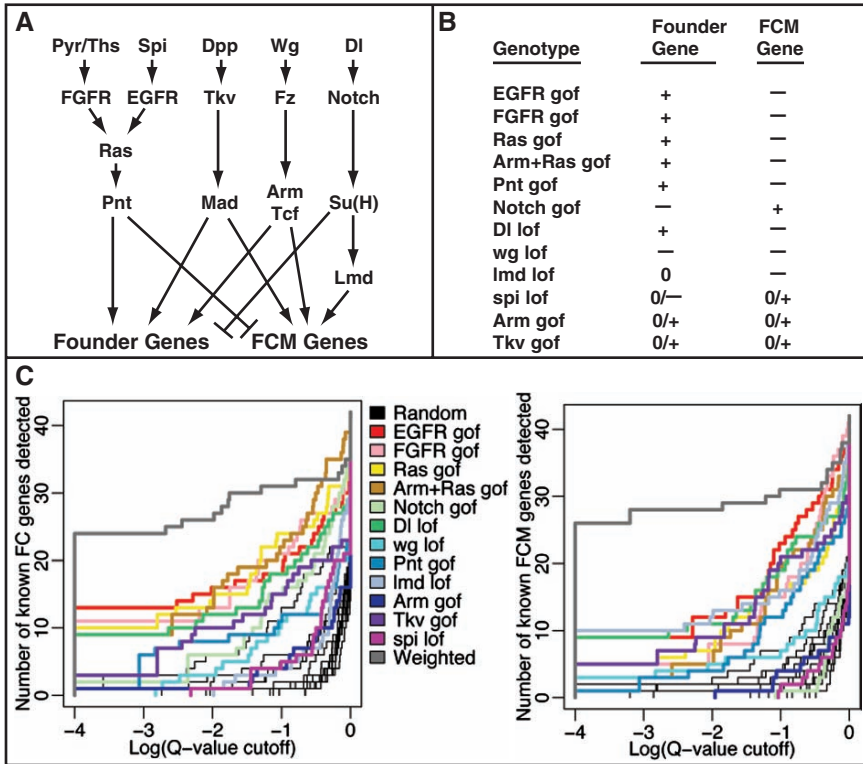 A
Pyr/Ths Spi Dpp Wg Dl
FGFR EGFR Tkv Fz Notch
Ras
Pnt Mad Arm Su(H)
Tcf
Lmd
Founder Genes FCM Genes
B
Founder FCM
Genotype Gene Gene
EGFR gof + —
FGFR gof + —
Ras gof + —
Arm+Ras gof + —
Pnt gof + —
Notch gof — +
Dl lof + —
wg lof — —
lmd lof 0 —
spi lof 0/— 0/+
Arm gof 0/+ 0/+
Tkv gof 0/+ 0/+
C
Number of known FC genes detected
40
30
20
10
0
−4 −3 −2 −1 0
Log(Q−value cutoff)
Random
EGFR gof
FGFR gof
Ras gof
Arm+Ras gof
Notch gof
Dl lof
wg lof
Pnt gof
lmd lof
Arm gof
Tkv gof
spi lof
Weighted
Number of known FCM genes detected
40
30
20
10
0
−4 −3 −2 −1 0
Log(Q−value cutoff)